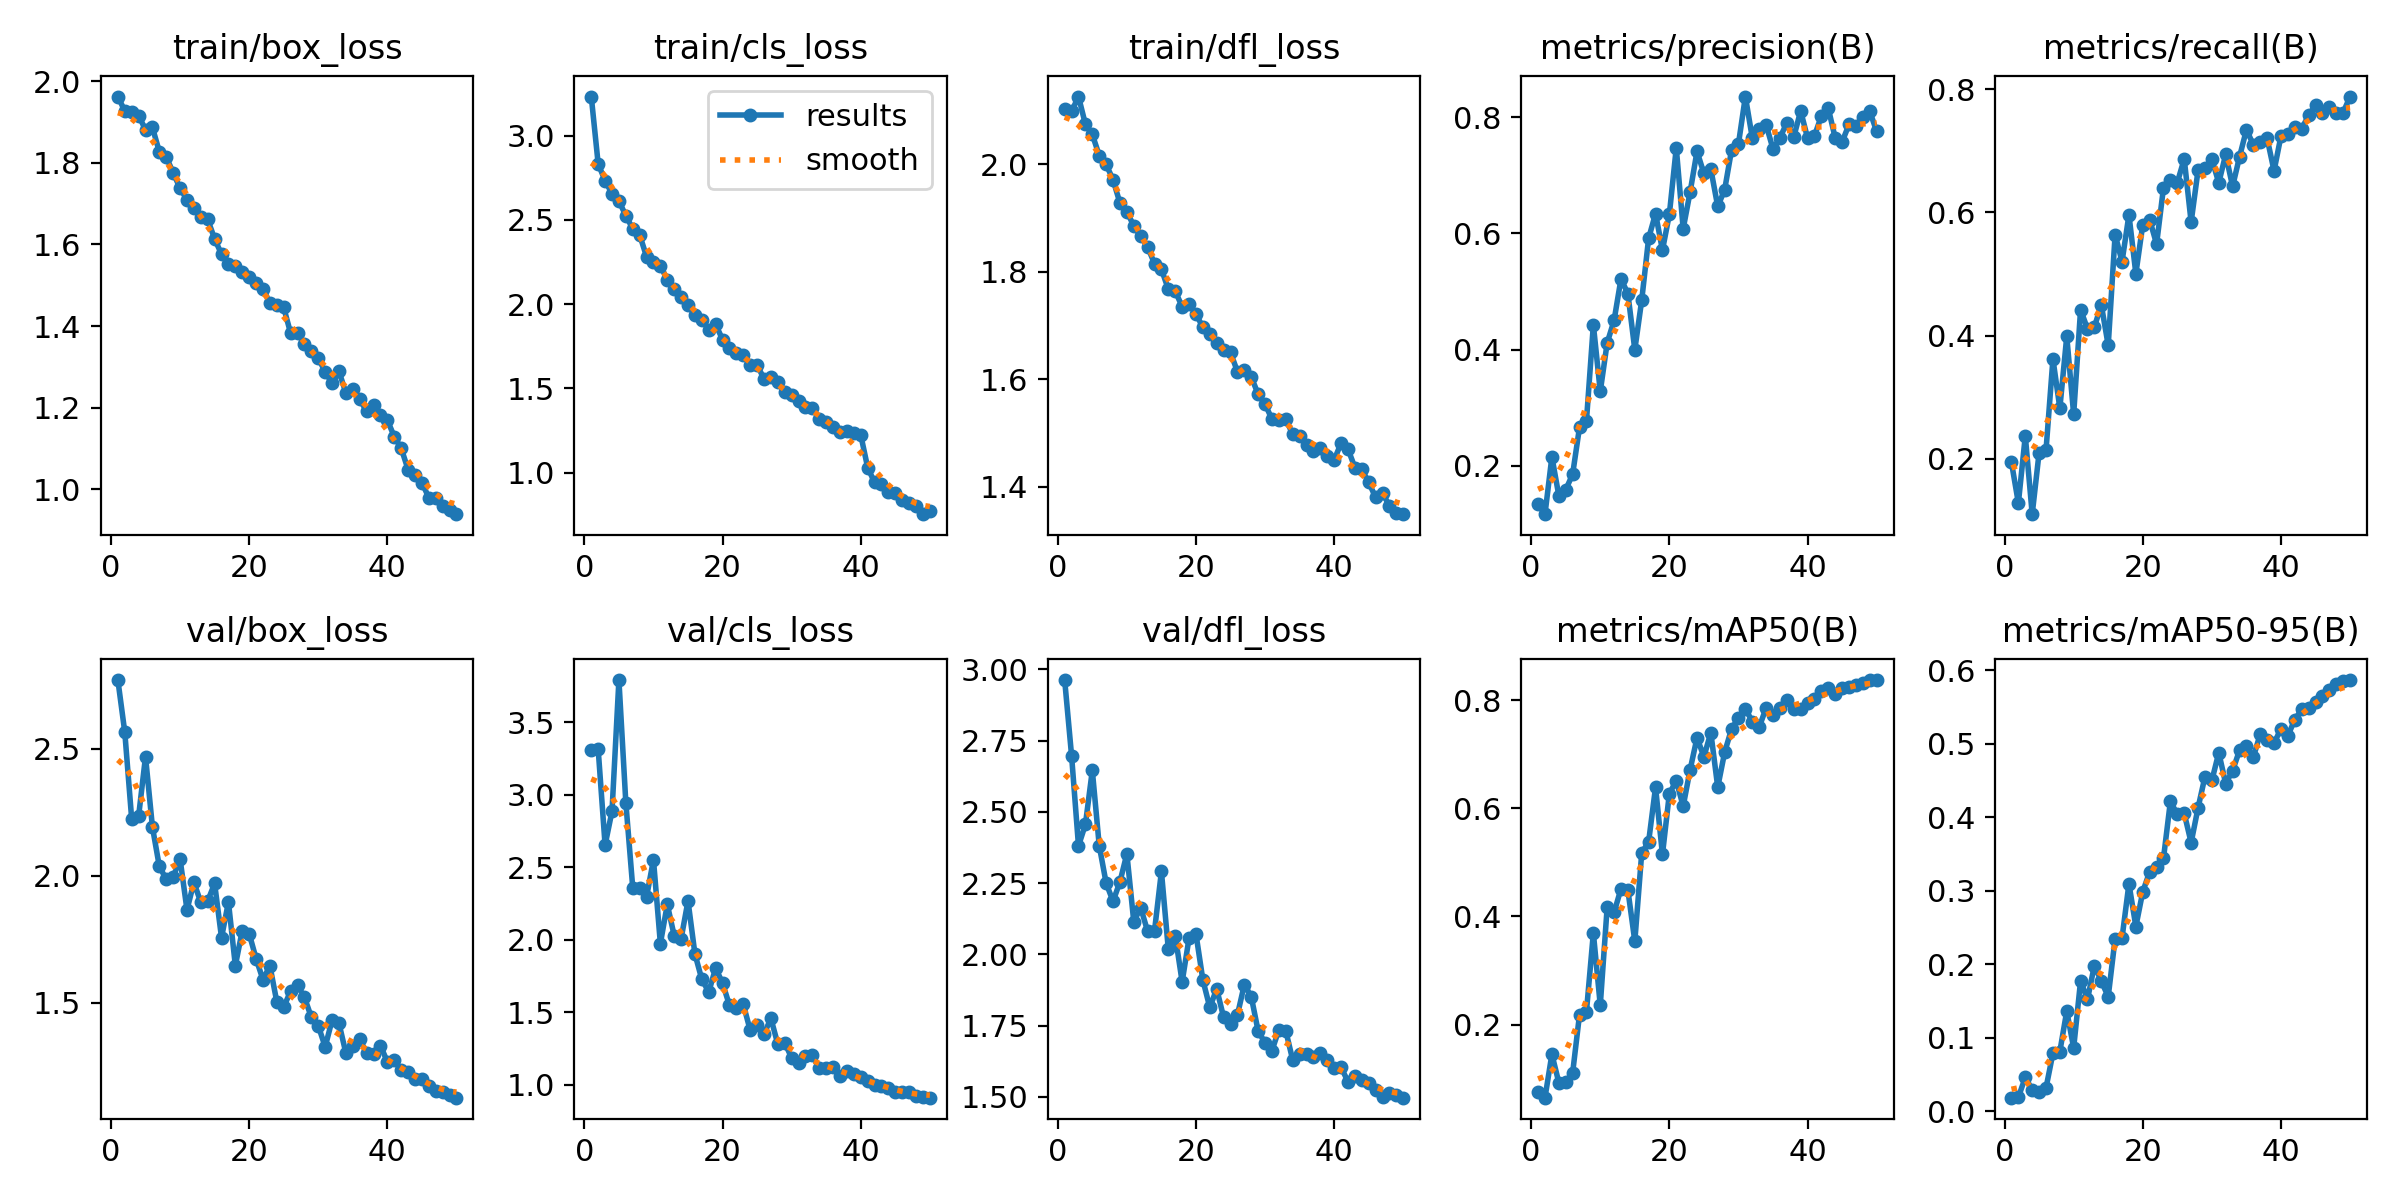 train/box_loss
2.0
1.8
1.6
1.4
1.2
1.0
0 20 40
train/cls_loss
results
smooth
3.0
2.5
2.0
1.5
1.0
0 20 40
train/dfl_loss
2.0
1.8
1.6
1.4
0 20 40
metrics/precision(B)
0.8
0.6
0.4
0.2
0 20 40
metrics/recall(B)
0.8
0.6
0.4
0.2
0 20 40
val/box_loss
2.5
2.0
1.5
0 20 40
val/cls_loss
3.5
3.0
2.5
2.0
1.5
1.0
0 20 40
val/dfl_loss
3.00
2.75
2.50
2.25
2.00
1.75
1.50
0 20 40
metrics/mAP50(B)
0.8
0.6
0.4
0.2
0 20 40
metrics/mAP50-95(B)
0.6
0.5
0.4
0.3
0.2
0.1
0.0
0 20 40